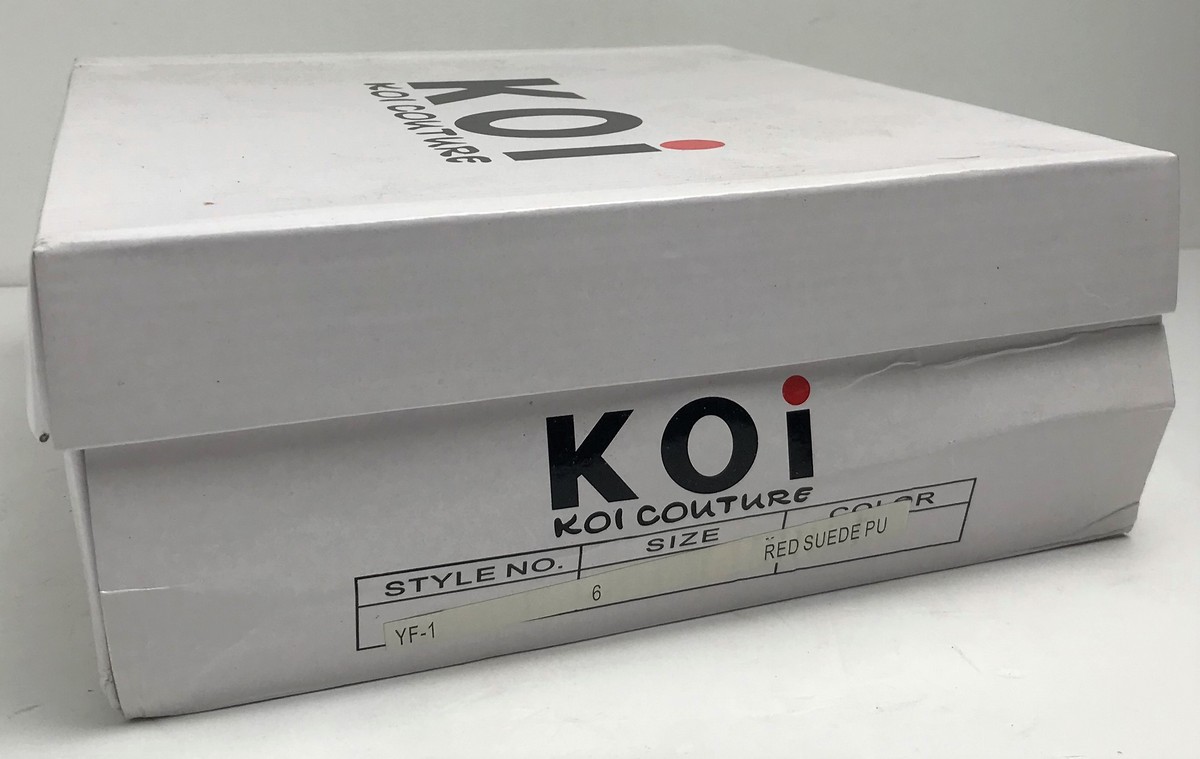 KOi
KOI COUTURE
KOi
KOI COUTURE
STYLE NO. SIZE COLOR
YF-1 6 RED SUEDE PU